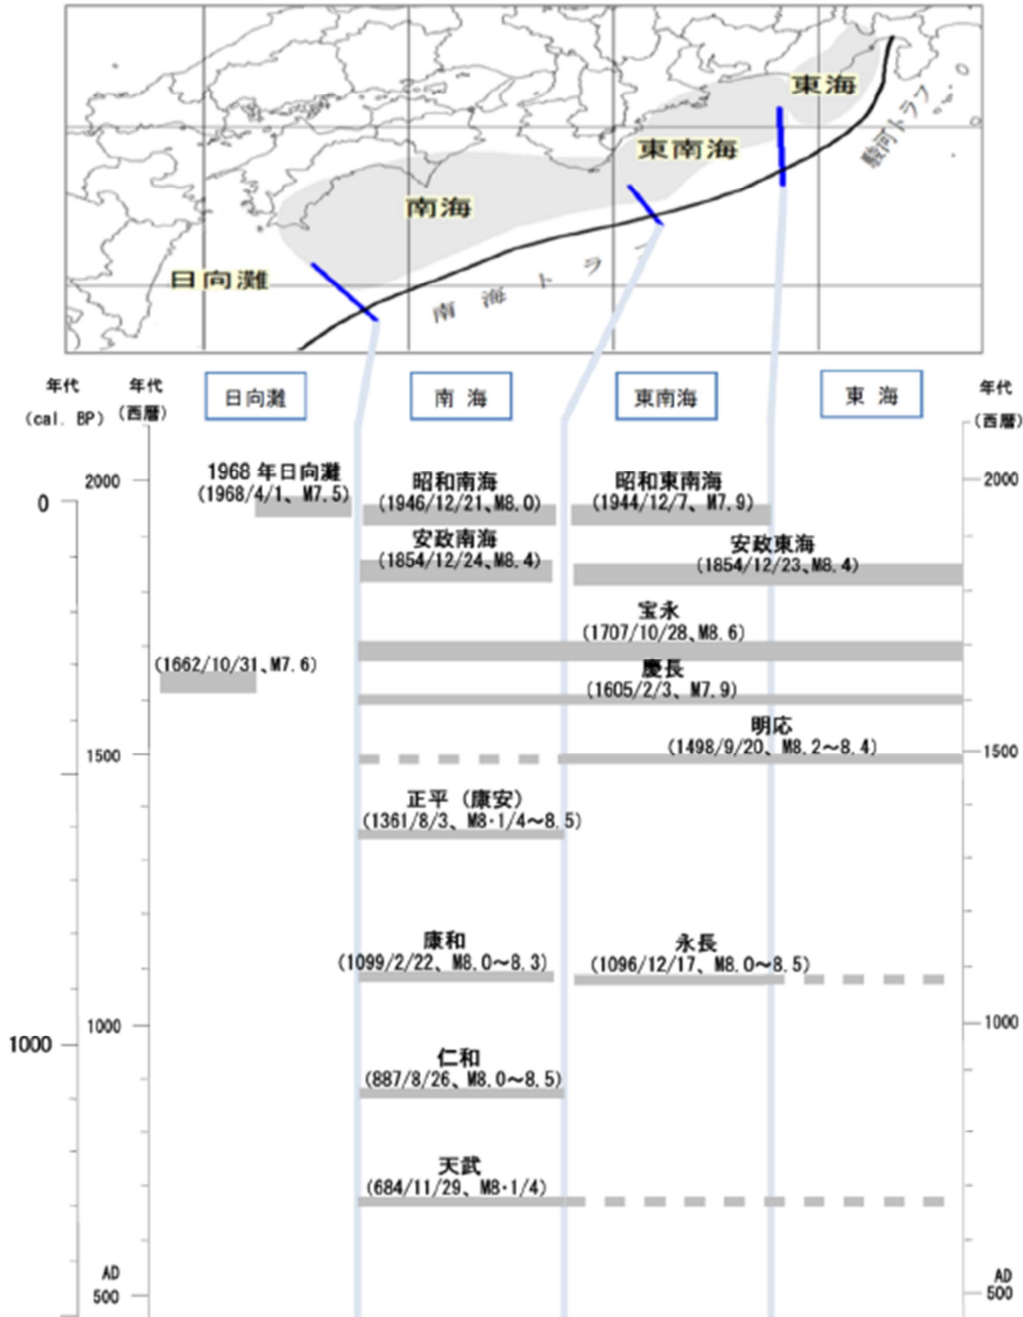 東海
東南海
南海
日向灘
駿河トラフ
南海トラフ
年代
(cal. BP)
年代
(西暦)
日向灘
南 海
東南海
東 海
年代
(西暦)
2000
0
1500
1000
1000
AD
500
1968 年日向灘
(1968/4/1、M7.5)
昭和南海
(1946/12/21、M8.0)
昭和東南海
(1944/12/7、M7.9)
安政南海
(1854/12/24、M8.4)
安政東海
(1854/12/23、M8.4)
宝永
(1707/10/28、M8.6)
(1662/10/31、M7.6)
慶長
(1605/2/3、M7.9)
明応
(1498/9/20、M8.2～8.4)
正平（康安）
(1361/8/3、M8・1/4～8.5)
康和
(1099/2/22、M8.0～8.3)
永長
(1096/12/17、M8.0～8.5)
仁和
(887/8/26、M8.0～8.5)
天武
(684/11/29、M8・1/4)
2000
1500
1000
AD
500